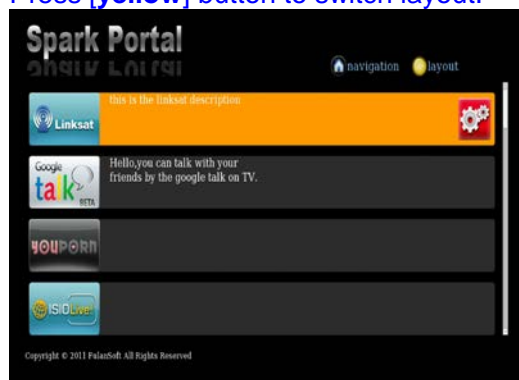 Press [yellow] button to switch layout.
Spark Portal
navigation layout
this is the linksat description
Linksat
Hello,you can talk with your
friends by the google talk on TV.
Google
talk
BETA
YOUPORN
ISIOLive!
Copyright © 2011 FulanSoft All Rights Reserved